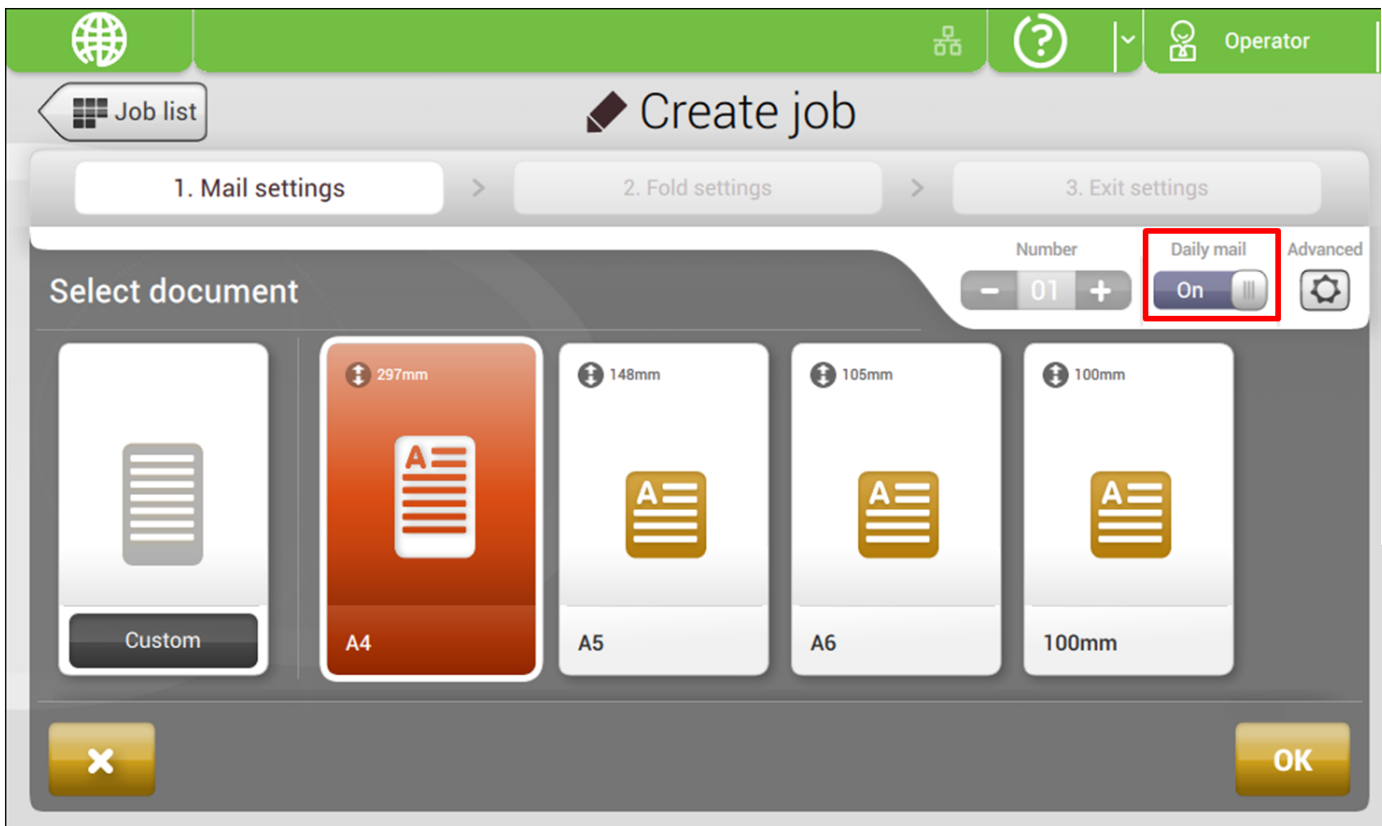 Operator
Job list
Create job
1. Mail settings
2. Fold settings
3. Exit settings
Number
Daily mail
Advanced
Select document
01
On
297mm
148mm
105mm
100mm
A
A
A
A
Custom
A4
A5
A6
100mm
OK